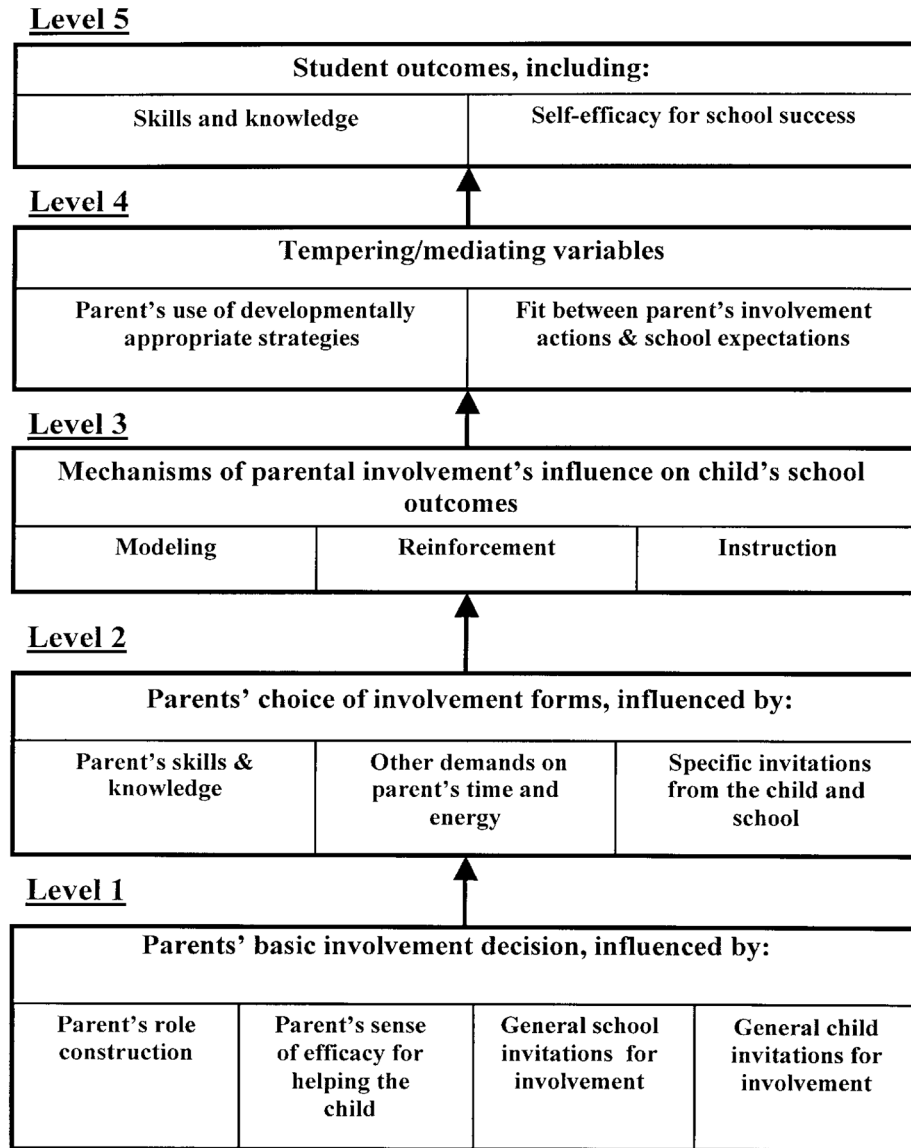 Level 5
Student outcomes, including:
Skills and knowledge
Self-efficacy for school success
Level 4
Tempering/mediating variables
Parent's use of developmentally
appropriate strategies
Fit between parent's involvement
actions & school expectations
Level 3
Mechanisms of parental involvement's influence on child's school
outcomes
Modeling
Reinforcement
Instruction
Level 2
Parents' choice of involvement forms, influenced by:
Parent's skills &
knowledge
Other demands on
parent's time and
energy
Specific invitations
from the child and
school
Level 1
Parents' basic involvement decision, influenced by:
Parent's role
construction
Parent's sense
of efficacy for
helping the
child
General school
invitations for
involvement
General child
invitations for
involvement